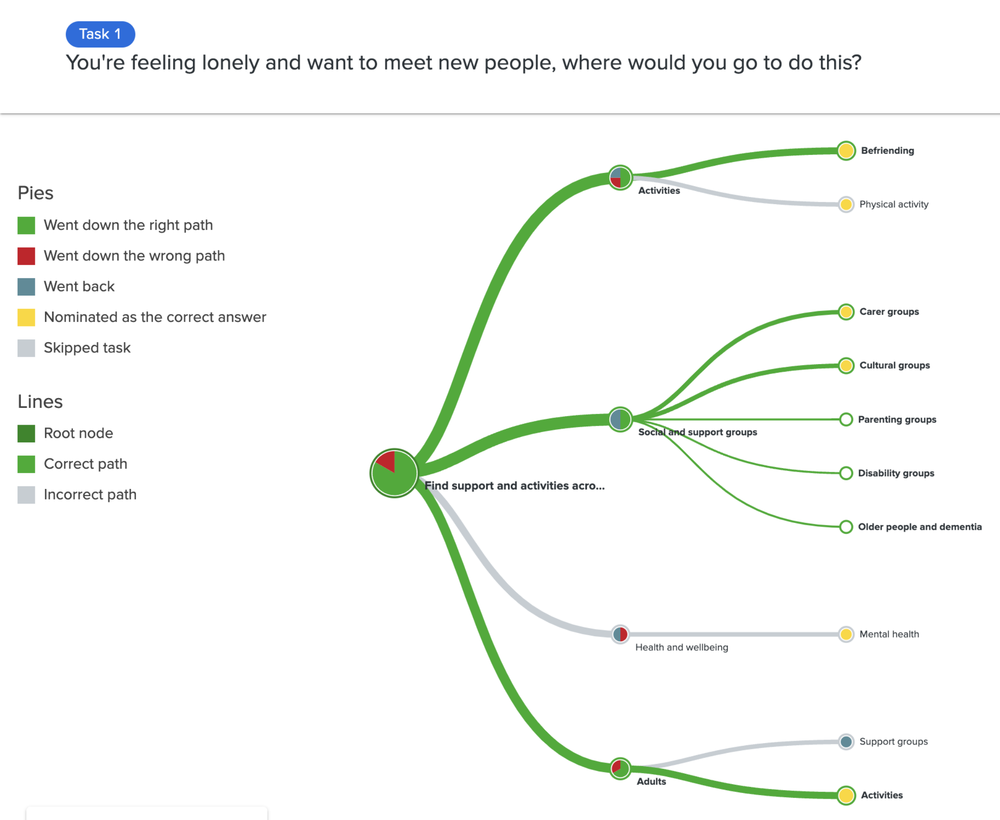 Task 1
You're feeling lonely and want to meet new people, where would you go to do this?
Pies
Went down the right path
Went down the wrong path
Went back
Nominated as the correct answer
Skipped task
Lines
Root node
Correct path
Incorrect path
Find support and activities acro...
Activities
Befriending
Physical activity
Social and support groups
Carer groups
Cultural groups
Parenting groups
Disability groups
Older people and dementia
Health and wellbeing
Mental health
Adults
Support groups
Activities